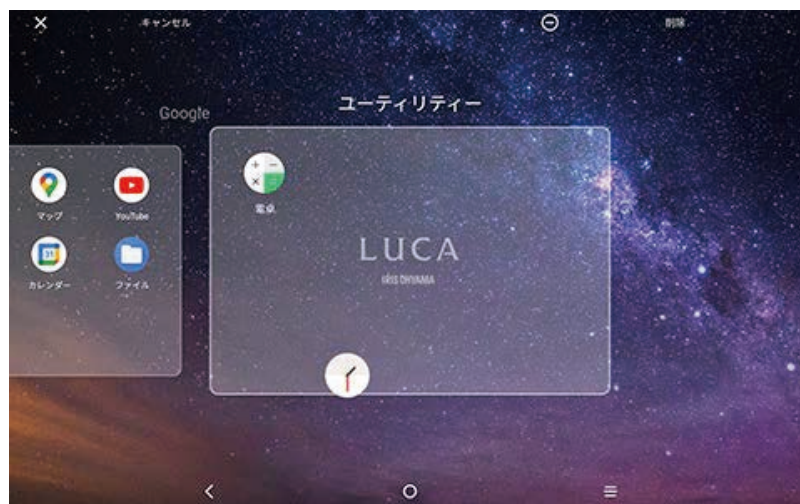 キャンセル
削除
Google
ユーティリティー
マップ
YouTube
電卓
カレンダー
31
ファイル
LUCA
IRIS OHYAMA